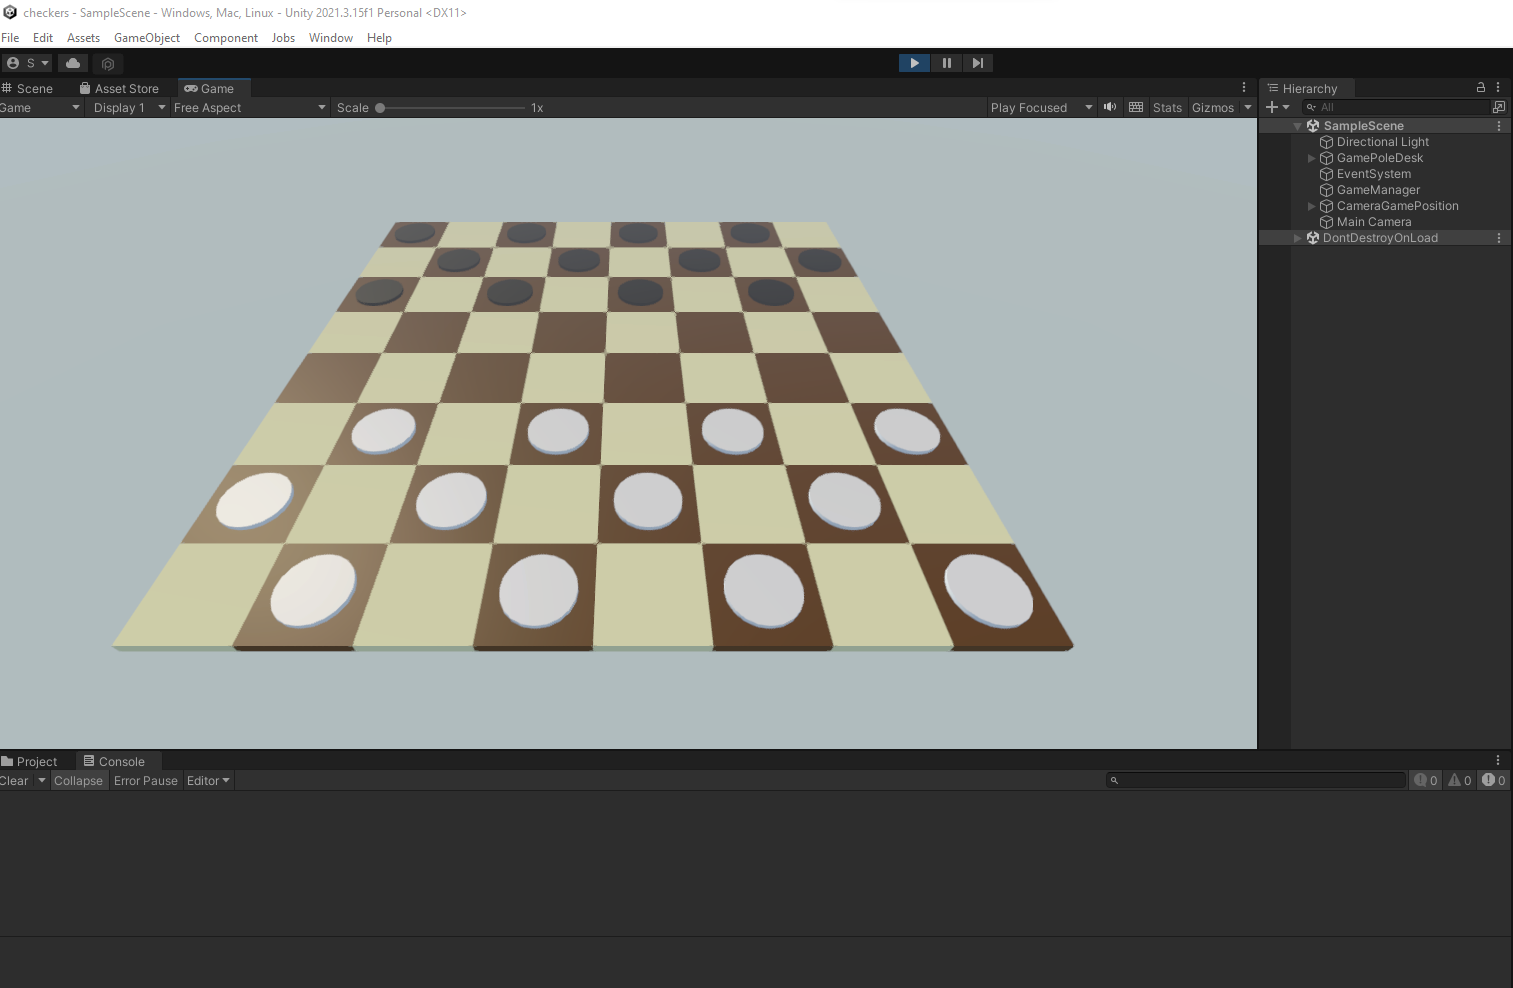 checkers - SampleScene - Windows, Mac, Linux - Unity 2021.3.15f1 Personal <DX11>
File Edit Assets GameObject Component Jobs Window Help
S
Scene Asset Store Game
Game Display 1 Free Aspect Scale 1x Play Focused Stats Gizmos
Hierarchy
All
SampleScene
Directional Light
GamePoleDesk
EventSystem
GameManager
CameraGamePosition
Main Camera
DontDestroyOnLoad
Project Console
Clear Collapse Error Pause Editor 0 0 0